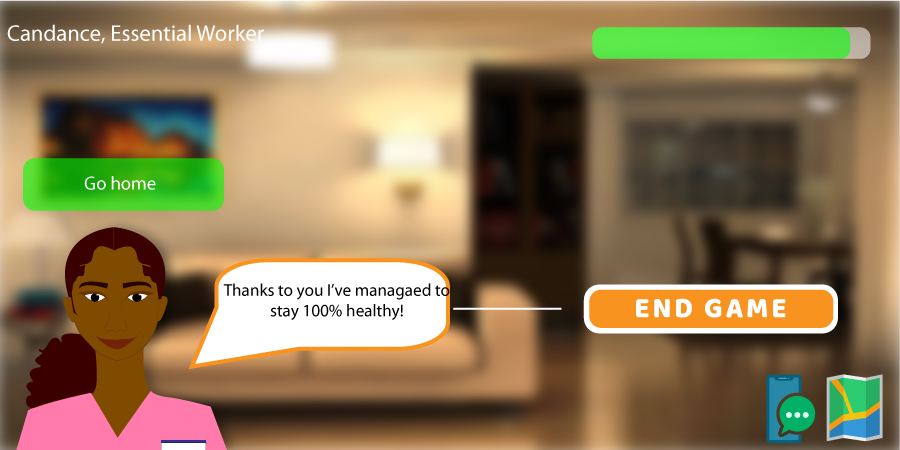 Candance, Essential Worker
Go home
Thanks to you I've managaed to
stay 100% healthy!
END GAME